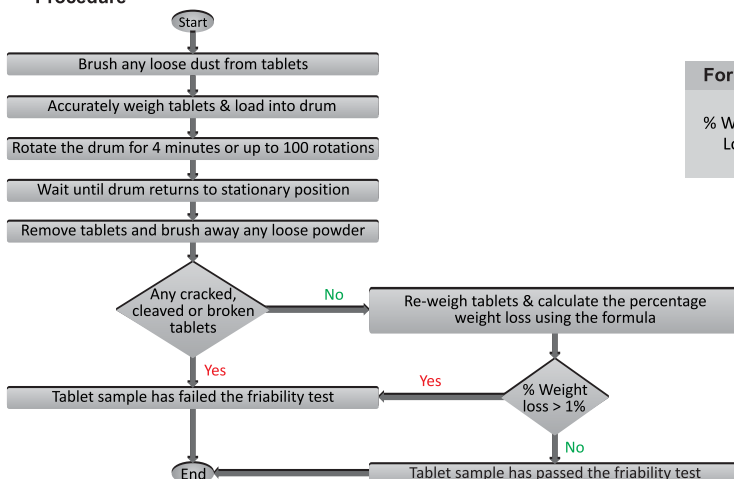 Procedure
Start
Brush any loose dust from tablets
Accurately weigh tablets & load into drum
Rotate the drum for 4 minutes or up to 100 rotations
Wait until drum returns to stationary position
Remove tablets and brush away any loose powder
Any cracked,
cleaved or broken
tablets
No
Yes
Re-weigh tablets & calculate the percentage
weight loss using the formula
% Weight
loss > 1%
Yes
No
Tablet sample has failed the friability test
Tablet sample has passed the friability test
End
For
% W
Lo